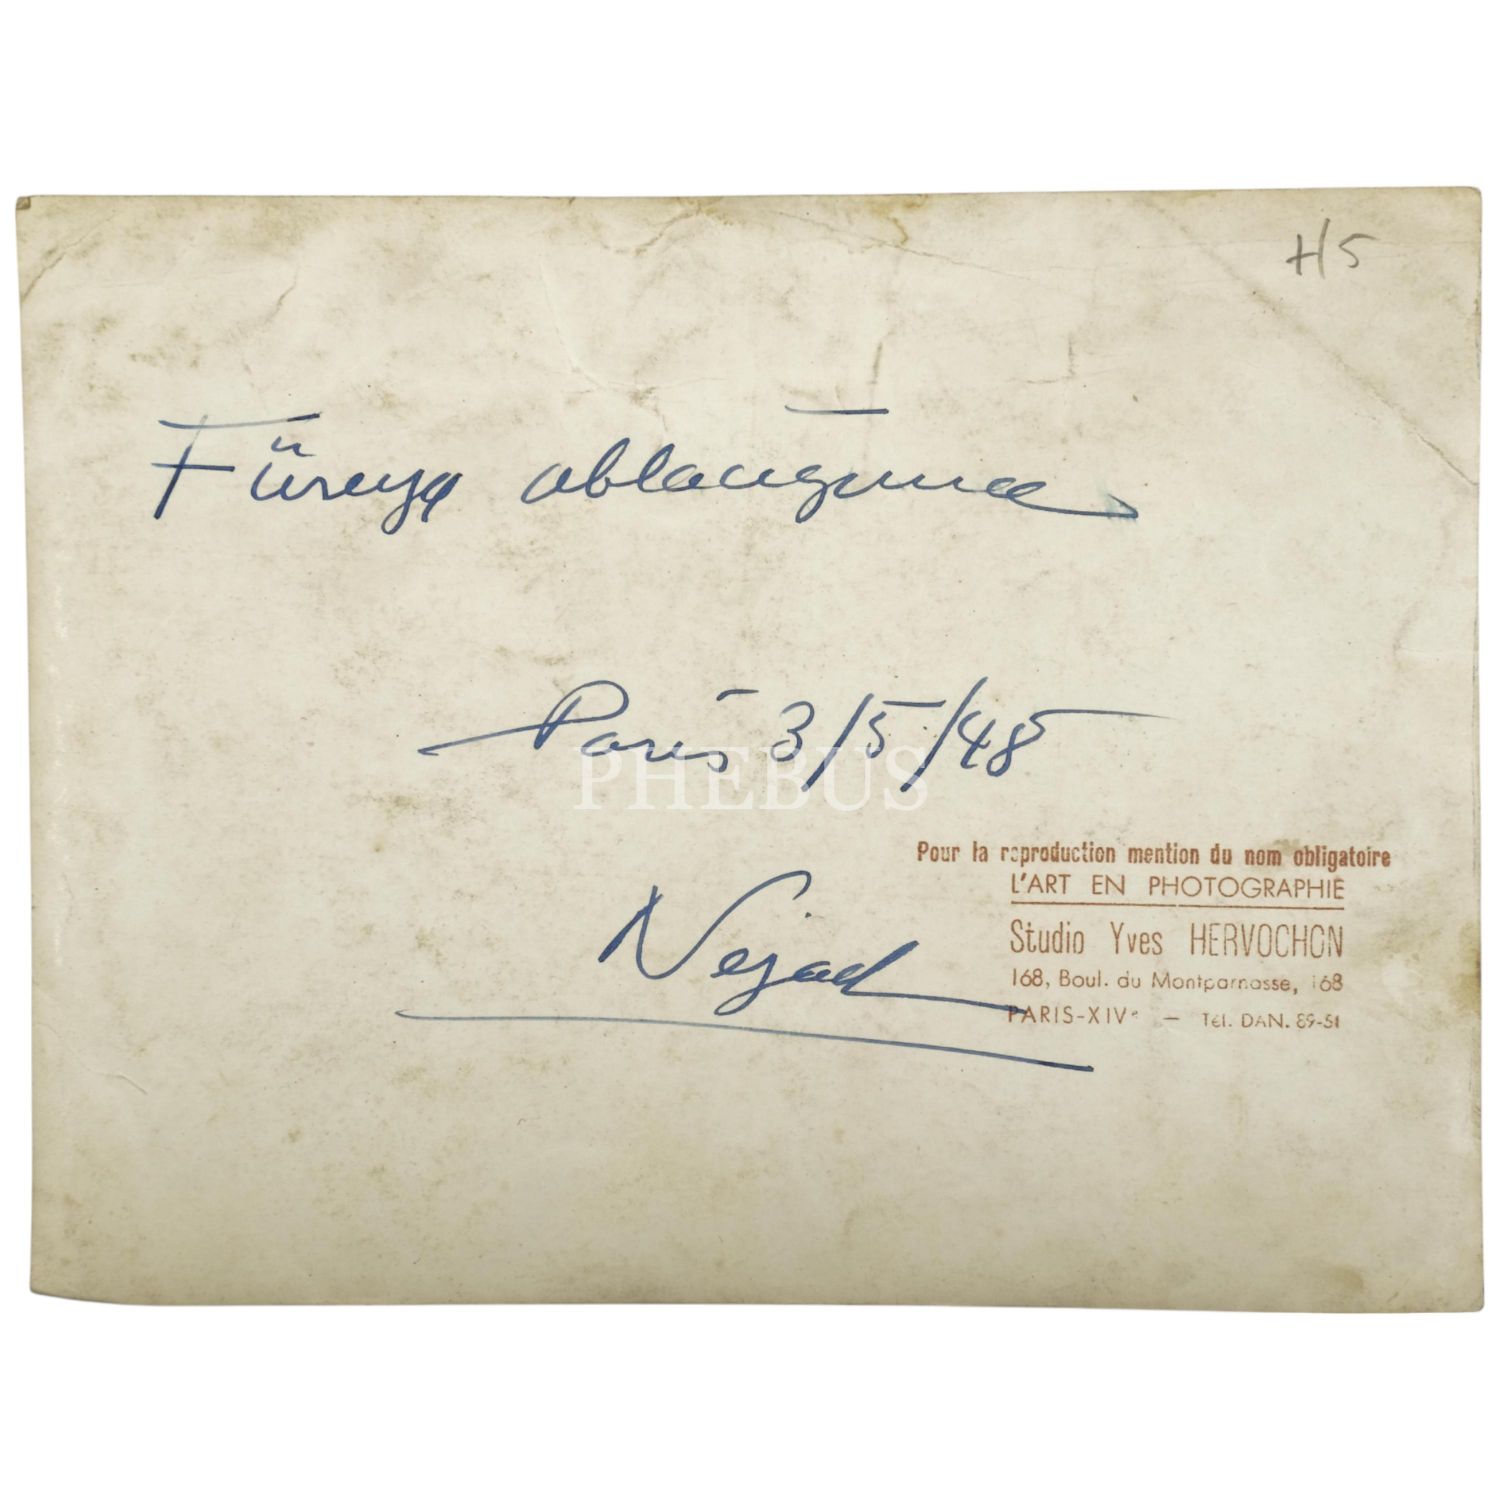 H5
Füreya ablacığıma
Paris 3/5/48
PHEBUS
Nejad
Pour la reproduction mention du nom obligatoire
L'ART EN PHOTOGRAPHIE
Studio Yves HERVOCHON
168, Boul. du Montparnasse, 168
PARIS-XIVᵉ — Tél. DAN. 89-51